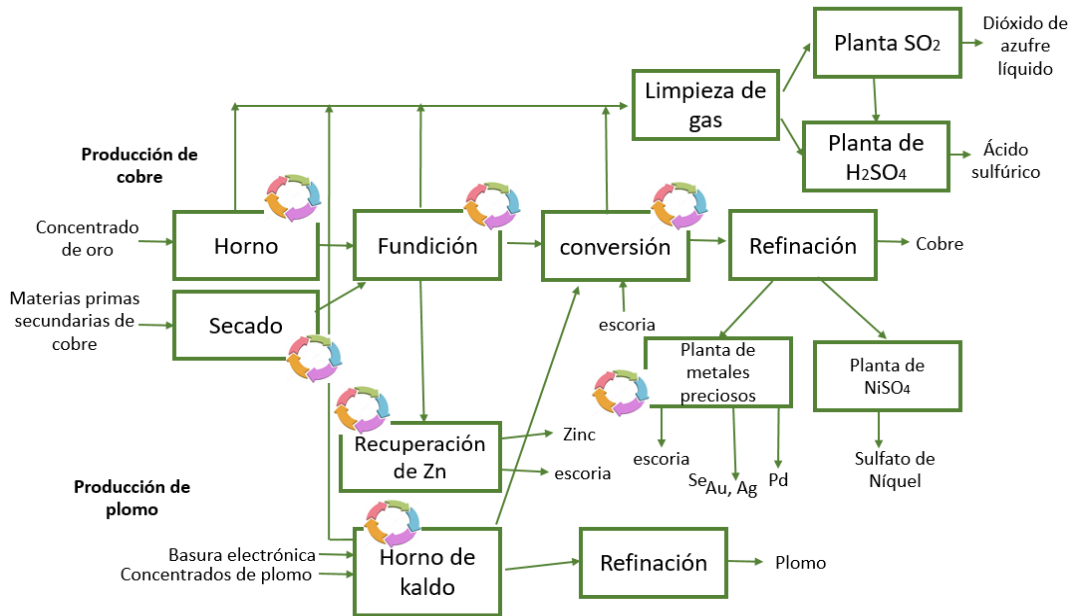 Dióxido de
azufre
líquido
Planta SO₂
Limpieza de
gas
Planta de
H₂SO₄
Ácido
sulfúrico
Producción de
cobre
Concentrado
de oro
Horno
Fundición
conversión
Refinación
Cobre
Materias primas
secundarias de
cobre
Secado
escoria
Planta de
metales
preciosos
Planta de
NiSO₄
Recuperación
de Zn
Zinc
escoria
escoria
Se
Au, Ag
Pd
Sulfato de
Níquel
Producción de
plomo
Basura electrónica
Concentrados de plomo
Horno de
kaldo
Refinación
Plomo